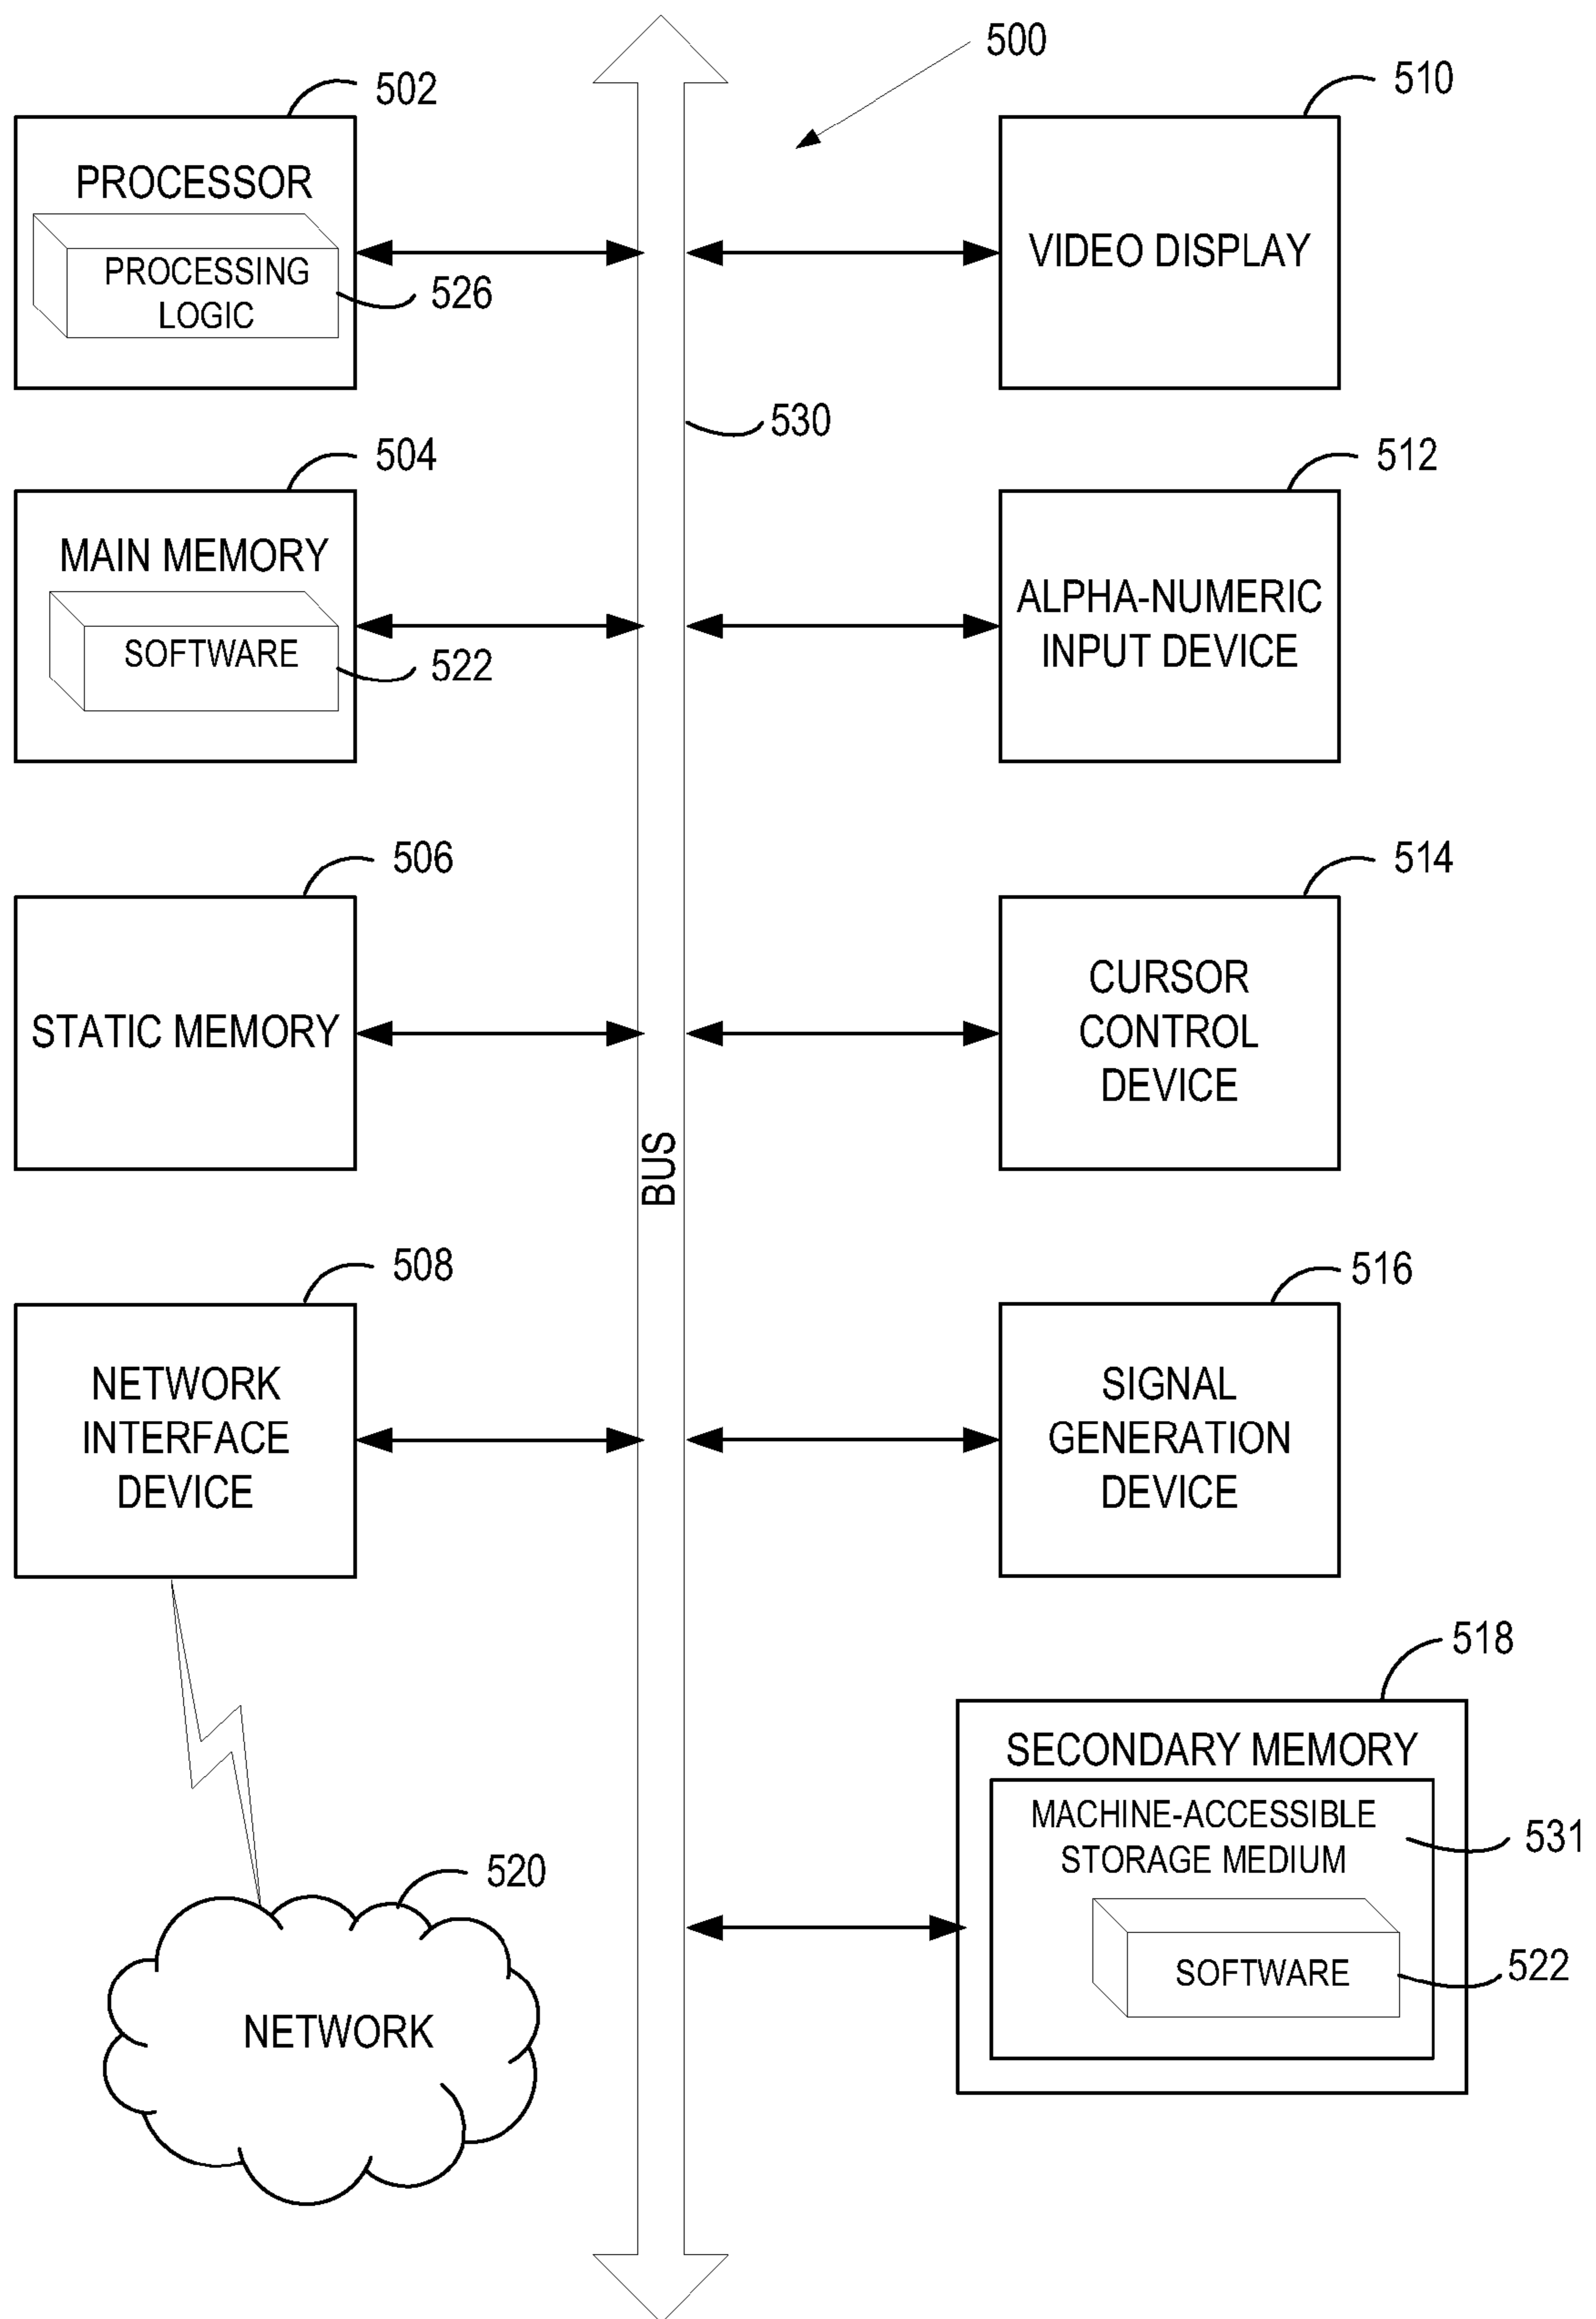 500
502
PROCESSOR
PROCESSING
LOGIC
526
510
VIDEO DISPLAY
530
504
MAIN MEMORY
SOFTWARE
522
512
ALPHA-NUMERIC
INPUT DEVICE
506
STATIC MEMORY
514
CURSOR
CONTROL
DEVICE
BUS
508
NETWORK
INTERFACE
DEVICE
516
SIGNAL
GENERATION
DEVICE
518
SECONDARY MEMORY
MACHINE-ACCESSIBLE
STORAGE MEDIUM
531
SOFTWARE
522
520
NETWORK